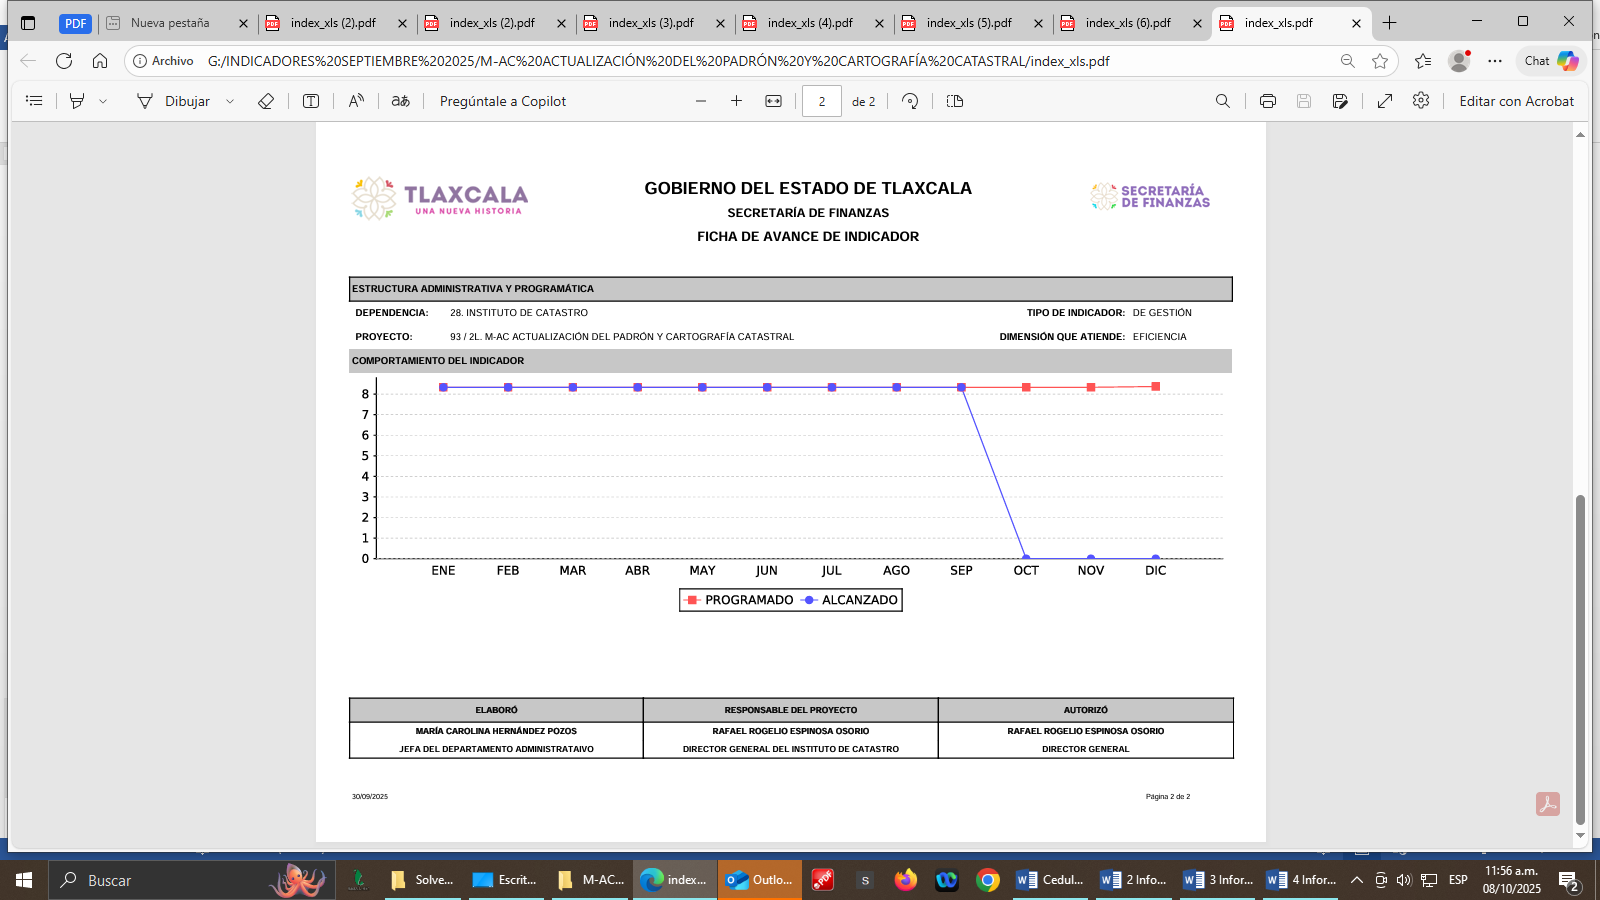 PDF
Nueva pestaña
index_xls (2).pdf
index_xls (2).pdf
index_xls (3).pdf
index_xls (4).pdf
index_xls (5).pdf
index_xls (6).pdf
index_xls.pdf
Archivo
G:/INDICADORES%20SEPTIEMBRE%202025/M-AC%20ACTUALIZACIÓN%20DEL%20PADRÓN%20Y%20CARTOGRAFÍA%20CATASTRAL/index_xls.pdf
Chat
Dibujar
Pregúntale a Copilot
2
de 2
Editar con Acrobat
TLAXCALA
UNA NUEVA HISTORIA
GOBIERNO DEL ESTADO DE TLAXCALA
SECRETARÍA DE FINANZAS
FICHA DE AVANCE DE INDICADOR
SECRETARÍA
DE FINANZAS
ESTRUCTURA ADMINISTRATIVA Y PROGRAMÁTICA
DEPENDENCIA: 28. INSTITUTO DE CATASTRO
TIPO DE INDICADOR: DE GESTIÓN
PROYECTO: 93 / 2L. M-AC ACTUALIZACIÓN DEL PADRÓN Y CARTOGRAFÍA CATASTRAL
DIMENSIÓN QUE ATIENDE: EFICIENCIA
COMPORTAMIENTO DEL INDICADOR
8
7
6
5
4
3
2
1
0
ENE FEB MAR ABR MAY JUN JUL AGO SEP OCT NOV DIC
PROGRAMADO ALCANZADO
ELABORÓ
RESPONSABLE DEL PROYECTO
AUTORIZÓ
MARÍA CAROLINA HERNÁNDEZ POZOS
RAFAEL ROGELIO ESPINOSA OSORIO
RAFAEL ROGELIO ESPINOSA OSORIO
JEFA DEL DEPARTAMENTO ADMINISTRATAIVO
DIRECTOR GENERAL DEL INSTITUTO DE CATASTRO
DIRECTOR GENERAL
30/09/2025
Página 2 de 2
Buscar
Solve...
Escrit...
M-AC...
index...
Outlo...
PDF
S
Cedul...
2 Info...
3 Infor...
4 Infor...
ESP
11:56 a.m.
08/10/2025
2